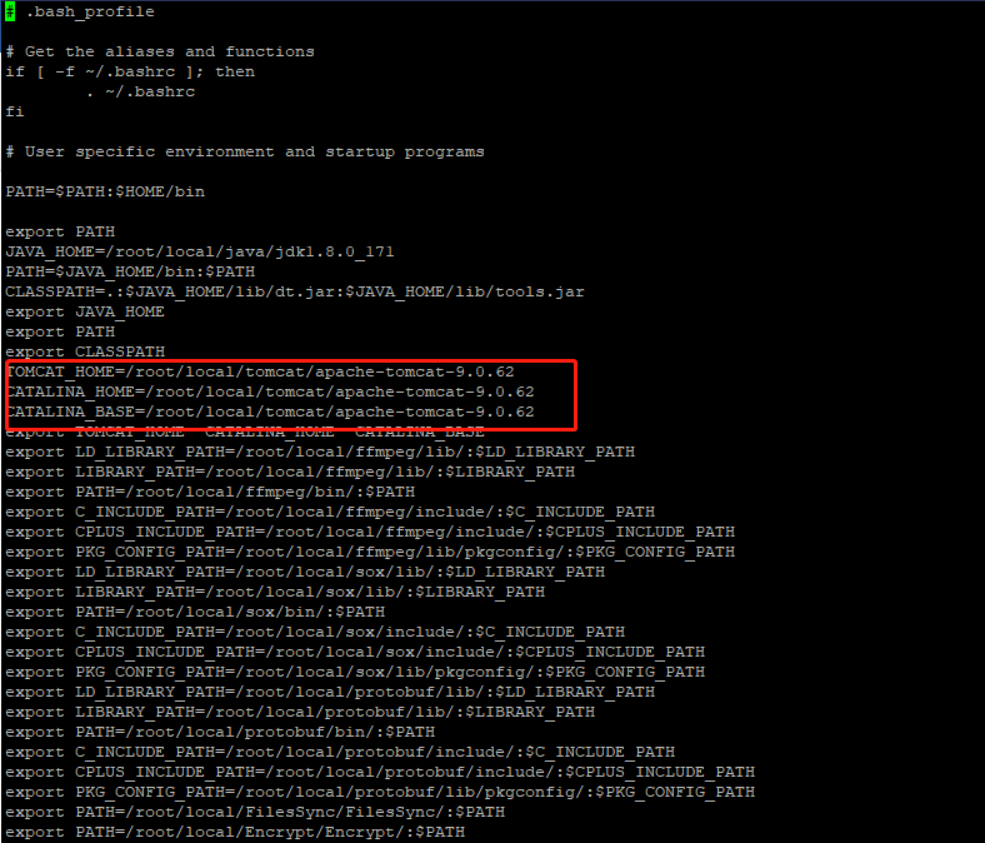 # .bash_profile
# Get the aliases and functions
if [ -f ~/.bashrc ]; then
        . ~/.bashrc
fi
# User specific environment and startup programs
PATH=$PATH:$HOME/bin
export PATH
JAVA_HOME=/root/local/java/jdk1.8.0_171
PATH=$JAVA_HOME/bin:$PATH
CLASSPATH=.:$JAVA_HOME/lib/dt.jar:$JAVA_HOME/lib/tools.jar
export JAVA_HOME
export PATH
export CLASSPATH
TOMCAT_HOME=/root/local/tomcat/apache-tomcat-9.0.62
CATALINA_HOME=/root/local/tomcat/apache-tomcat-9.0.62
CATALINA_BASE=/root/local/tomcat/apache-tomcat-9.0.62
export TOMCAT_HOME  CATALINA_HOME  CATALINA_BASE
export LD_LIBRARY_PATH=/root/local/ffmpeg/lib/:$LD_LIBRARY_PATH
export LIBRARY_PATH=/root/local/ffmpeg/lib/:$LIBRARY_PATH
export PATH=/root/local/ffmpeg/bin/:$PATH
export C_INCLUDE_PATH=/root/local/ffmpeg/include/:$C_INCLUDE_PATH
export CPLUS_INCLUDE_PATH=/root/local/ffmpeg/include/:$CPLUS_INCLUDE_PATH
export PKG_CONFIG_PATH=/root/local/ffmpeg/lib/pkgconfig/:$PKG_CONFIG_PATH
export LD_LIBRARY_PATH=/root/local/sox/lib/:$LD_LIBRARY_PATH
export LIBRARY_PATH=/root/local/sox/lib/:$LIBRARY_PATH
export PATH=/root/local/sox/bin/:$PATH
export C_INCLUDE_PATH=/root/local/sox/include/:$C_INCLUDE_PATH
export CPLUS_INCLUDE_PATH=/root/local/sox/include/:$CPLUS_INCLUDE_PATH
export PKG_CONFIG_PATH=/root/local/sox/lib/pkgconfig/:$PKG_CONFIG_PATH
export LD_LIBRARY_PATH=/root/local/protobuf/lib/:$LD_LIBRARY_PATH
export LIBRARY_PATH=/root/local/protobuf/lib/:$LIBRARY_PATH
export PATH=/root/local/protobuf/bin/:$PATH
export C_INCLUDE_PATH=/root/local/protobuf/include/:$C_INCLUDE_PATH
export CPLUS_INCLUDE_PATH=/root/local/protobuf/include/:$CPLUS_INCLUDE_PATH
export PKG_CONFIG_PATH=/root/local/protobuf/lib/pkgconfig/:$PKG_CONFIG_PATH
export PATH=/root/local/FilesSync/FilesSync/:$PATH
export PATH=/root/local/Encrypt/Encrypt/:$PATH